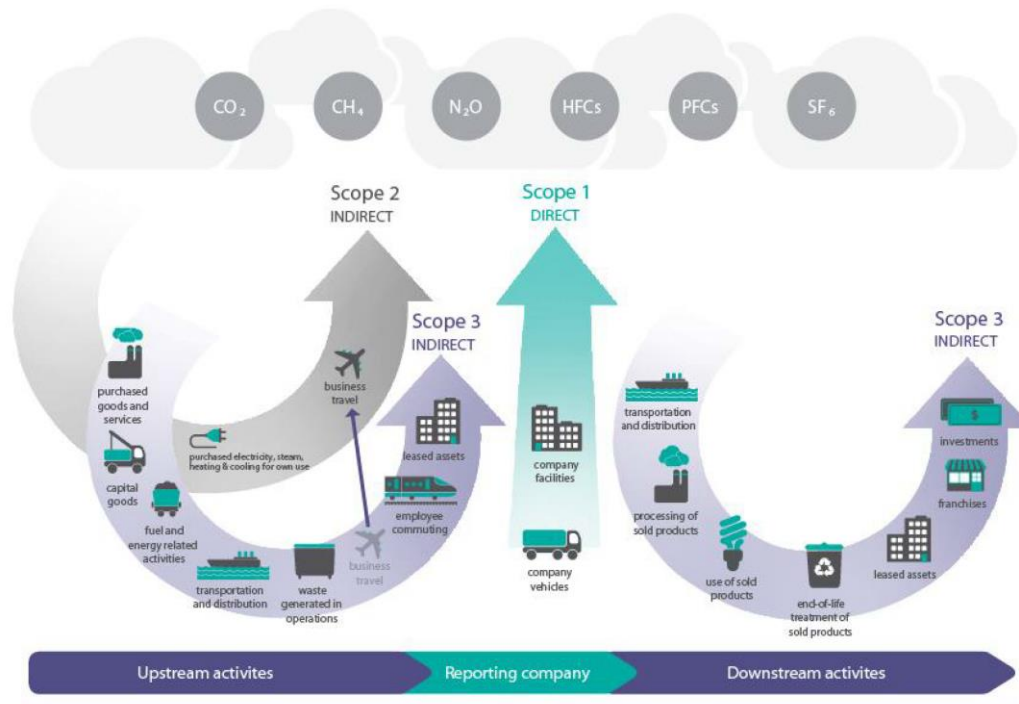 CO₂
CH₄
N₂O
HFCs
PFCs
SF₆
Scope 2
INDIRECT
Scope 1
DIRECT
Scope 3
INDIRECT
Scope 3
INDIRECT
purchased
goods and
services
capital
goods
fuel and
energy related
activities
transportation
and distribution
waste
generated in
operations
business
travel
business
travel
purchased electricity, steam,
heating & cooling for own use
employee
commuting
leased assets
company
facilities
company
vehicles
transportation
and distribution
processing of
sold products
use of sold
products
end-of-life
treatment of
sold products
leased assets
franchises
$
investments
Upstream activites
Reporting company
Downstream activites